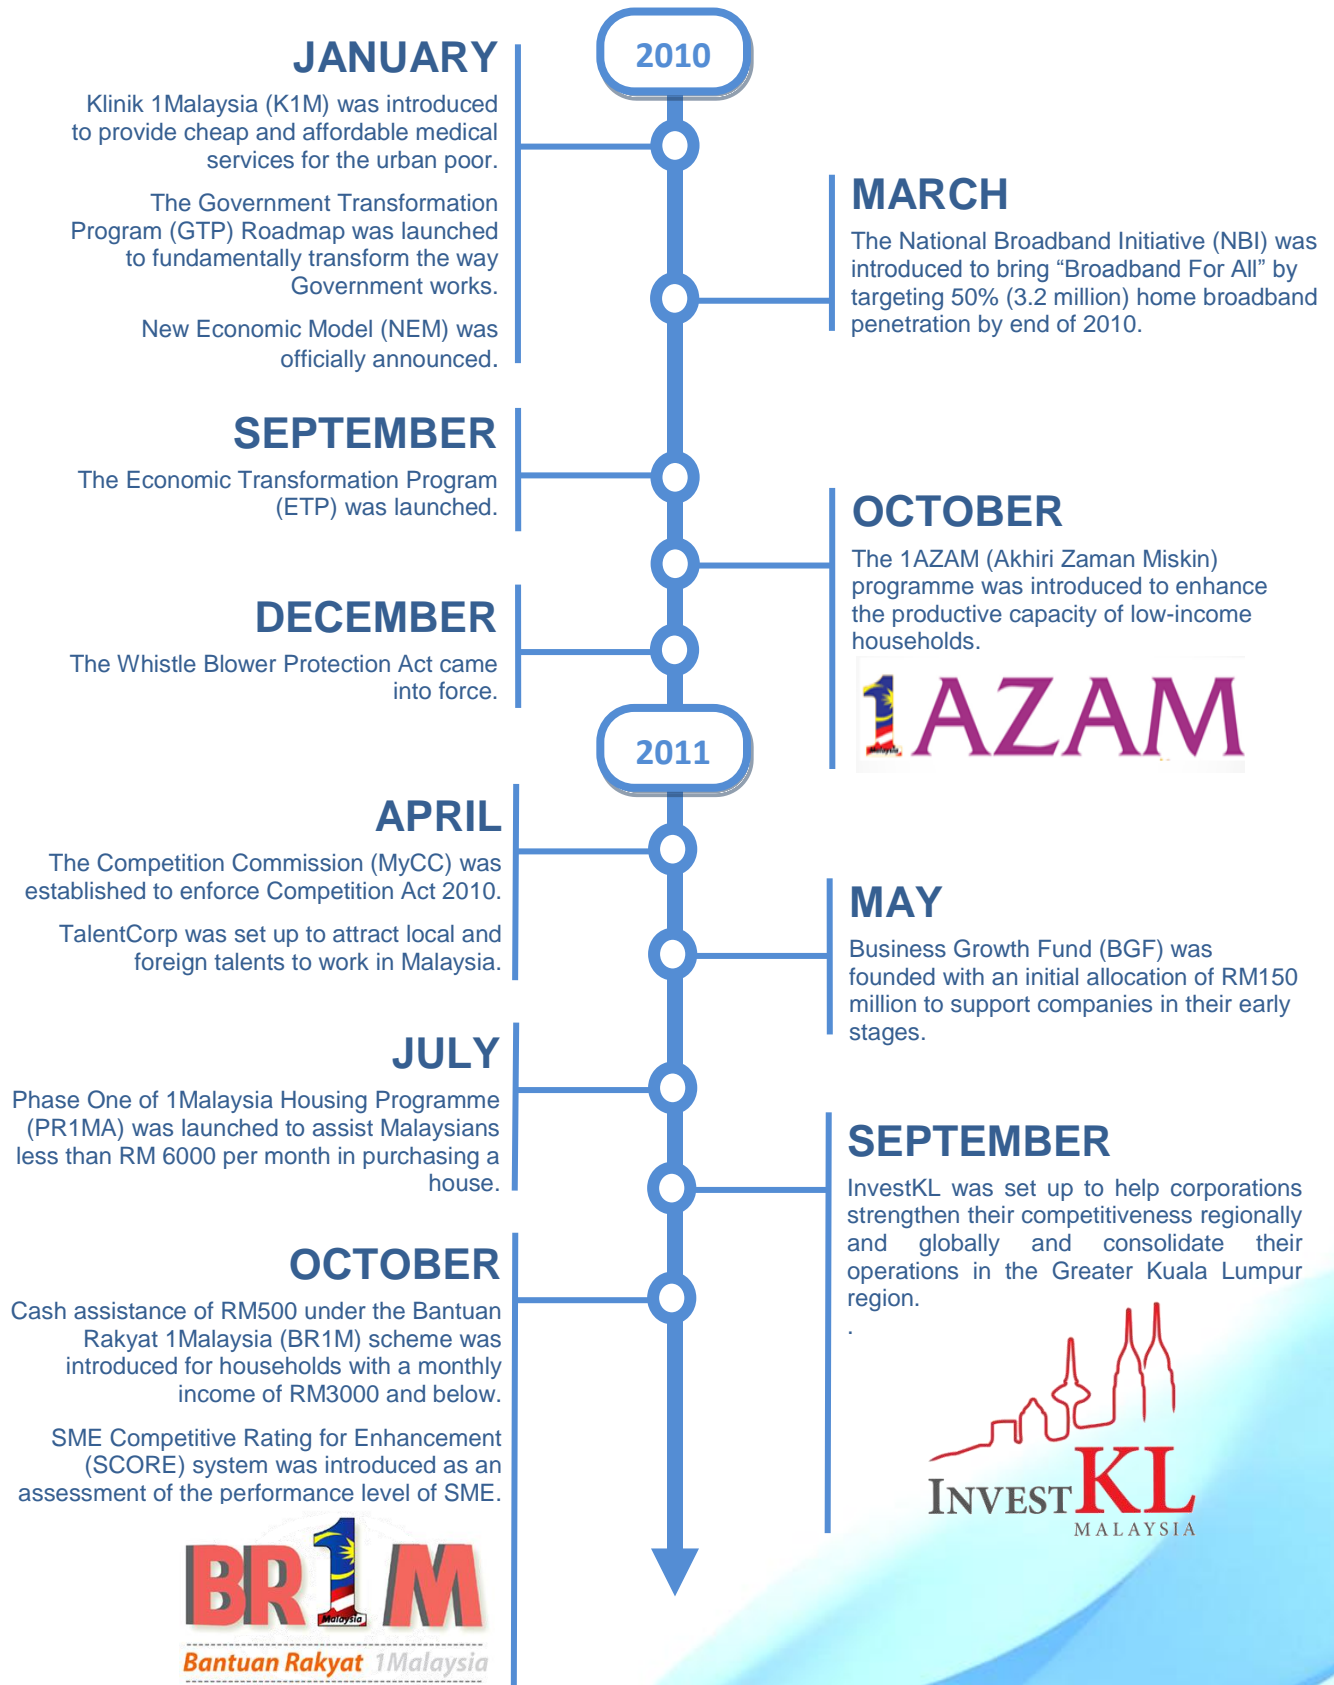 2010
JANUARY
Klinik 1Malaysia (K1M) was introduced
to provide cheap and affordable medical
services for the urban poor.
The Government Transformation
Program (GTP) Roadmap was launched
to fundamentally transform the way
Government works.
New Economic Model (NEM) was
officially announced.
MARCH
The National Broadband Initiative (NBI) was
introduced to bring “Broadband For All” by
targeting 50% (3.2 million) home broadband
penetration by end of 2010.
SEPTEMBER
The Economic Transformation Program
(ETP) was launched.
OCTOBER
The 1AZAM (Akhiri Zaman Miskin)
programme was introduced to enhance
the productive capacity of low-income
households.
1AZAM
Malaysia
DECEMBER
The Whistle Blower Protection Act came
into force.
2011
APRIL
The Competition Commission (MyCC) was
established to enforce Competition Act 2010.
TalentCorp was set up to attract local and
foreign talents to work in Malaysia.
MAY
Business Growth Fund (BGF) was
founded with an initial allocation of RM150
million to support companies in their early
stages.
JULY
Phase One of 1Malaysia Housing Programme
(PR1MA) was launched to assist Malaysians
less than RM 6000 per month in purchasing a
house.
SEPTEMBER
InvestKL was set up to help corporations
strengthen their competitiveness regionally
and globally and consolidate their
operations in the Greater Kuala Lumpur
region.
.
INVEST KL
MALAYSIA
OCTOBER
Cash assistance of RM500 under the Bantuan
Rakyat 1Malaysia (BR1M) scheme was
introduced for households with a monthly
income of RM3000 and below.
SME Competitive Rating for Enhancement
(SCORE) system was introduced as an
assessment of the performance level of SME.
BR1M
Malaysia
Bantuan Rakyat 1Malaysia